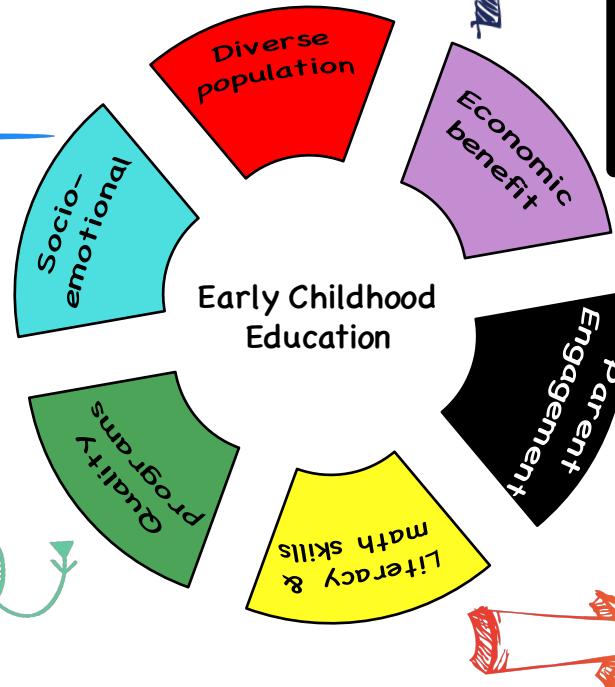 Diverse
population
Economic
benefit
Parent
Engagement
Literacy &
math skills
Quality
programs
Socio-
emotional
Early Childhood
Education